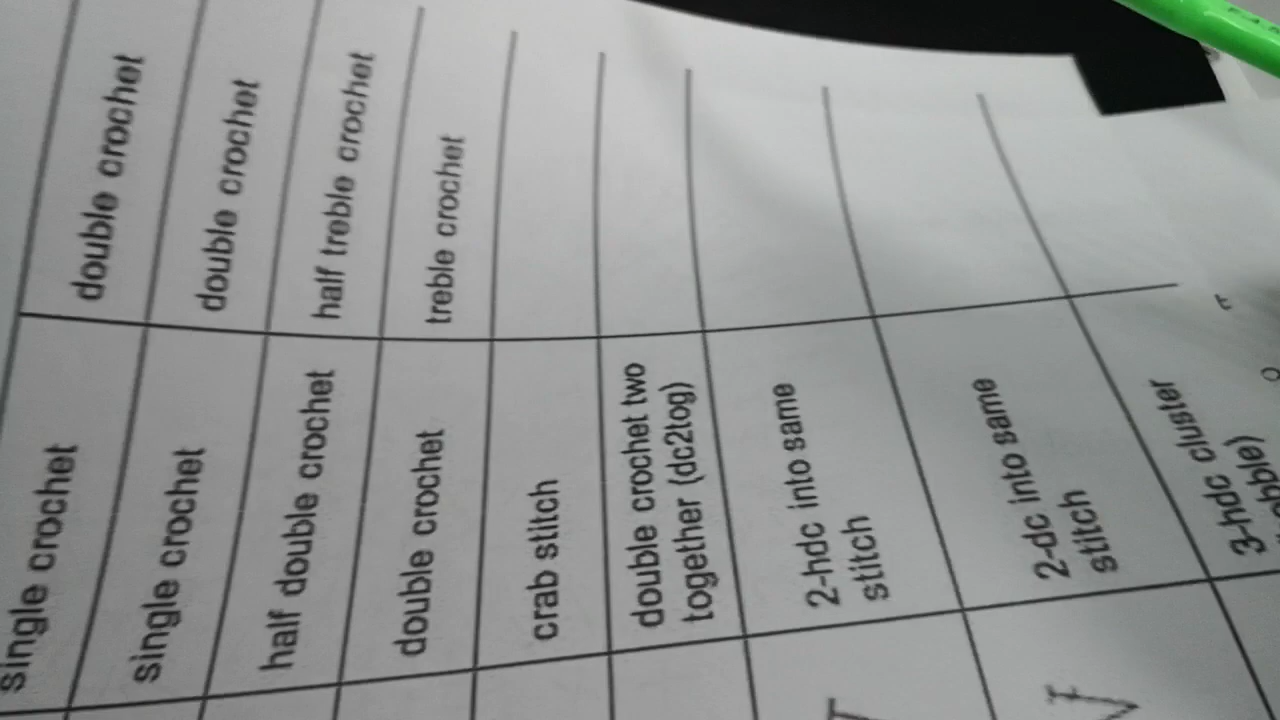 single crochet
double crochet
single crochet
double crochet
half double crochet
half treble crochet
double crochet
treble crochet
crab stitch
double crochet two
together (dc2tog)
2-hdc into same
stitch
2-dc into same
stitch
3-hdc cluster